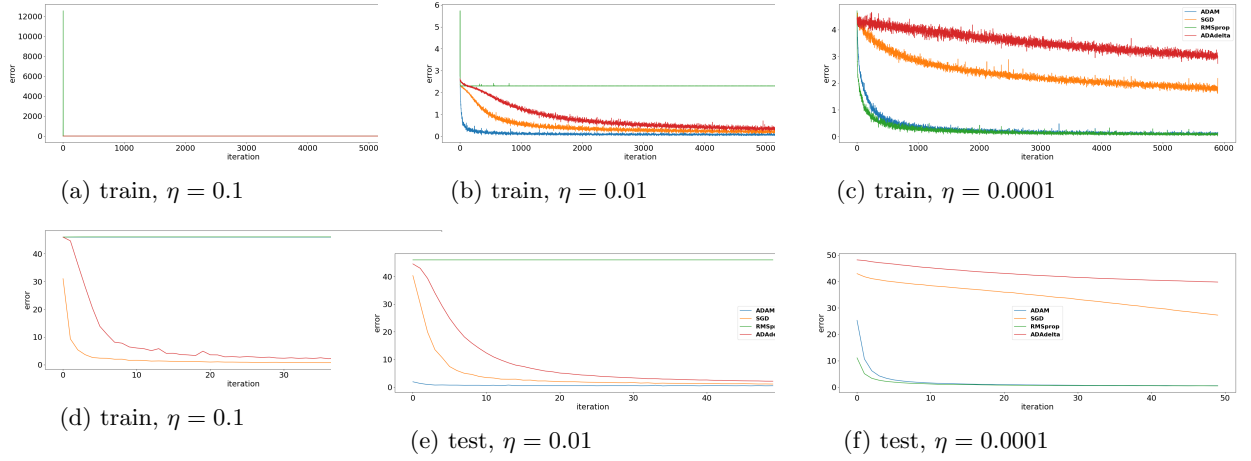 12000
10000
8000
6000
4000
2000
0
error
0 1000 2000 3000 4000 5000
iteration
6
5
4
3
2
1
0
error
0 1000 2000 3000 4000 5000
iteration
4
3
2
1
0
error
0 1000 2000 3000 4000 5000 6000
iteration
ADAM
SGD
RMSprop
ADAdelta
(a) train, η = 0.1
(b) train, η = 0.01
(c) train, η = 0.0001
40
30
20
10
0
error
0 10 20 30
iteration
40
30
20
10
0
error
0 10 20 30 40
iteration
ADAM
SGD
RMSpro
ADAdel
50
40
30
20
10
0
error
0 10 20 30 40 50
iteration
ADAM
SGD
RMSprop
ADAdelta
(d) train, η = 0.1
(e) test, η = 0.01
(f) test, η = 0.0001